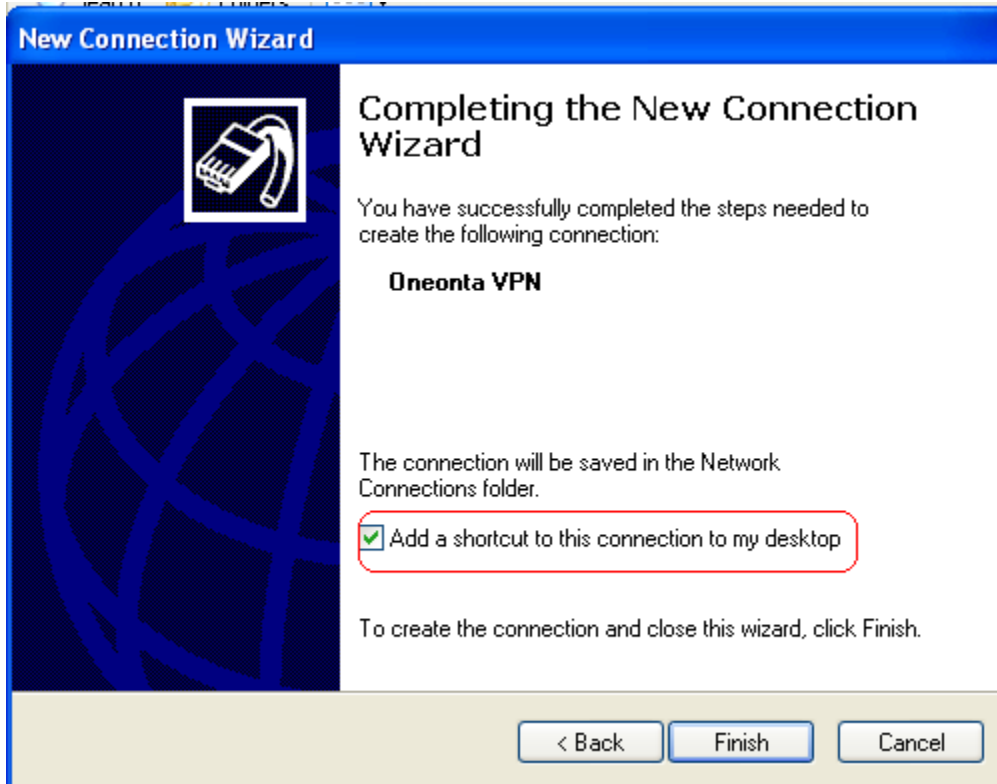 New Connection Wizard
Completing the New Connection
Wizard
You have successfully completed the steps needed to
create the following connection:
Oneonta VPN
The connection will be saved in the Network
Connections folder.
Add a shortcut to this connection to my desktop
To create the connection and close this wizard, click Finish.
< Back
Finish
Cancel